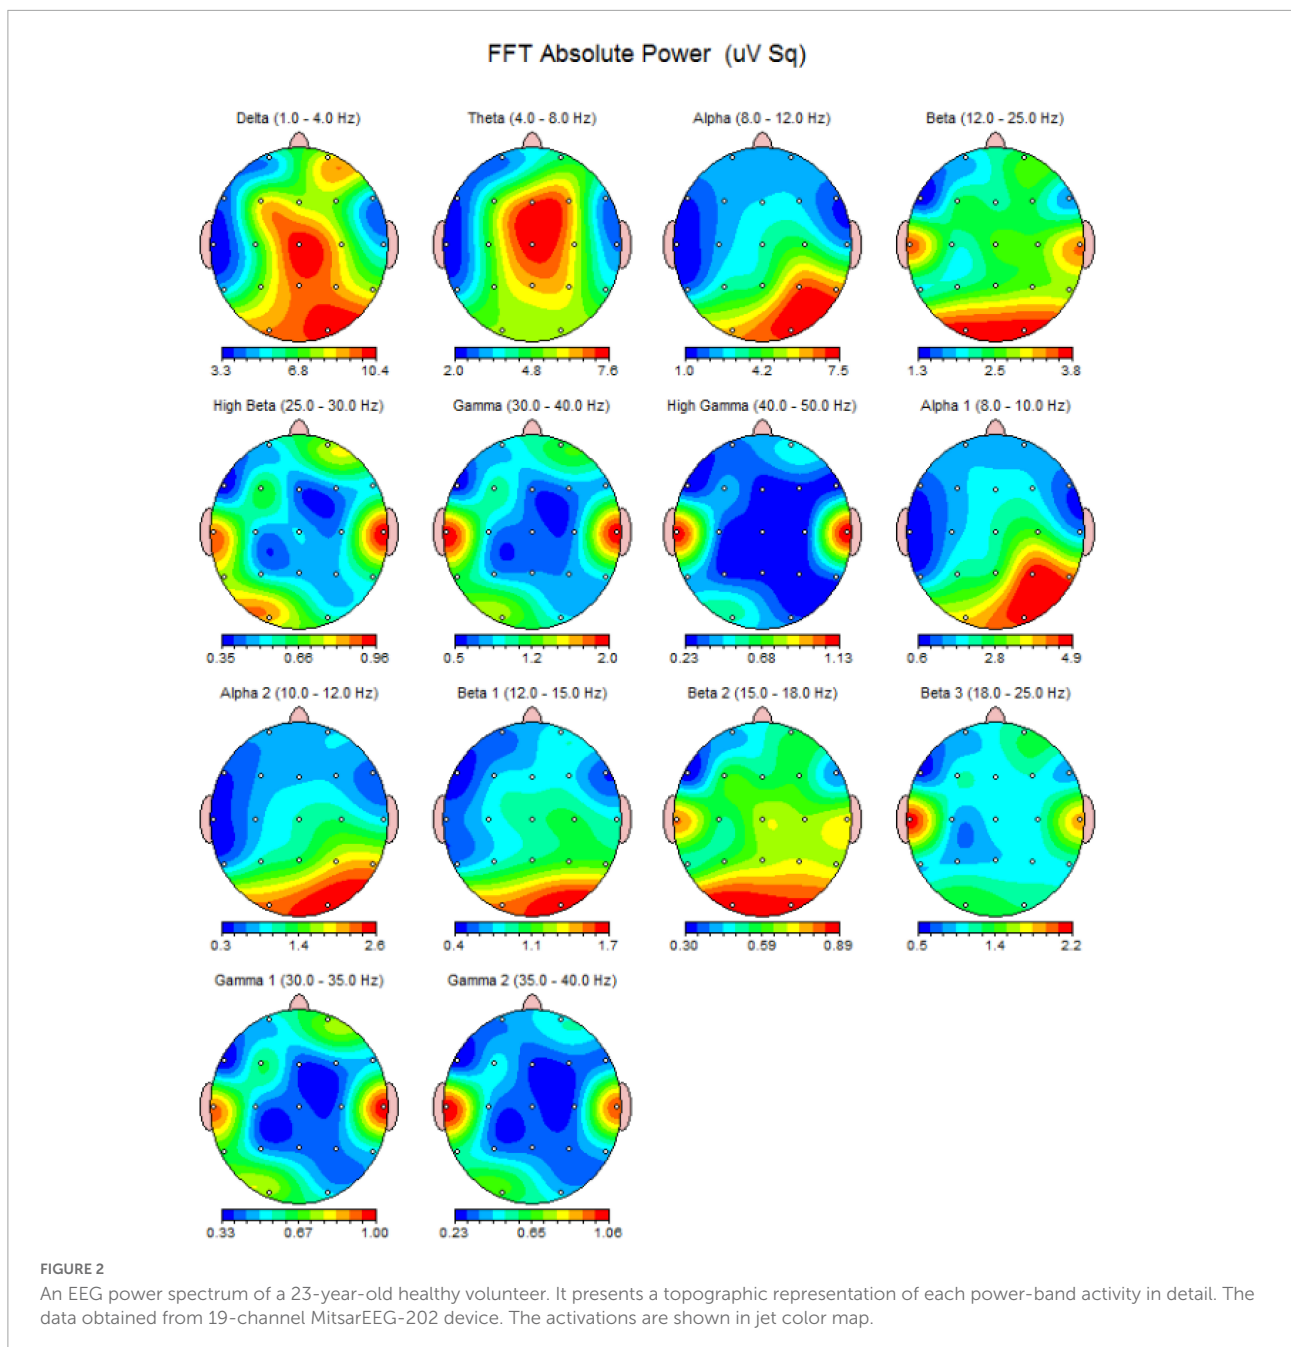 FFT Absolute Power (uV Sq)
Delta (1.0 - 4.0 Hz) Theta (4.0 - 8.0 Hz) Alpha (8.0 - 12.0 Hz) Beta (12.0 - 25.0 Hz)
3.3 6.8 10.4 2.0 4.8 7.6 1.0 4.2 7.5 1.3 2.5 3.8
High Beta (25.0 - 30.0 Hz) Gamma (30.0 - 40.0 Hz) High Gamma (40.0 - 50.0 Hz) Alpha 1 (8.0 - 10.0 Hz)
0.35 0.66 0.96 0.5 1.2 2.0 0.23 0.68 1.13 0.6 2.8 4.9
Alpha 2 (10.0 - 12.0 Hz) Beta 1 (12.0 - 15.0 Hz) Beta 2 (15.0 - 18.0 Hz) Beta 3 (18.0 - 25.0 Hz)
0.3 1.4 2.6 0.4 1.1 1.7 0.30 0.59 0.89 0.5 1.4 2.2
Gamma 1 (30.0 - 35.0 Hz) Gamma 2 (35.0 - 40.0 Hz)
0.33 0.67 1.00 0.23 0.65 1.06
FIGURE 2
An EEG power spectrum of a 23-year-old healthy volunteer. It presents a topographic representation of each power-band activity in detail. The
data obtained from 19-channel MitsarEEG-202 device. The activations are shown in jet color map.